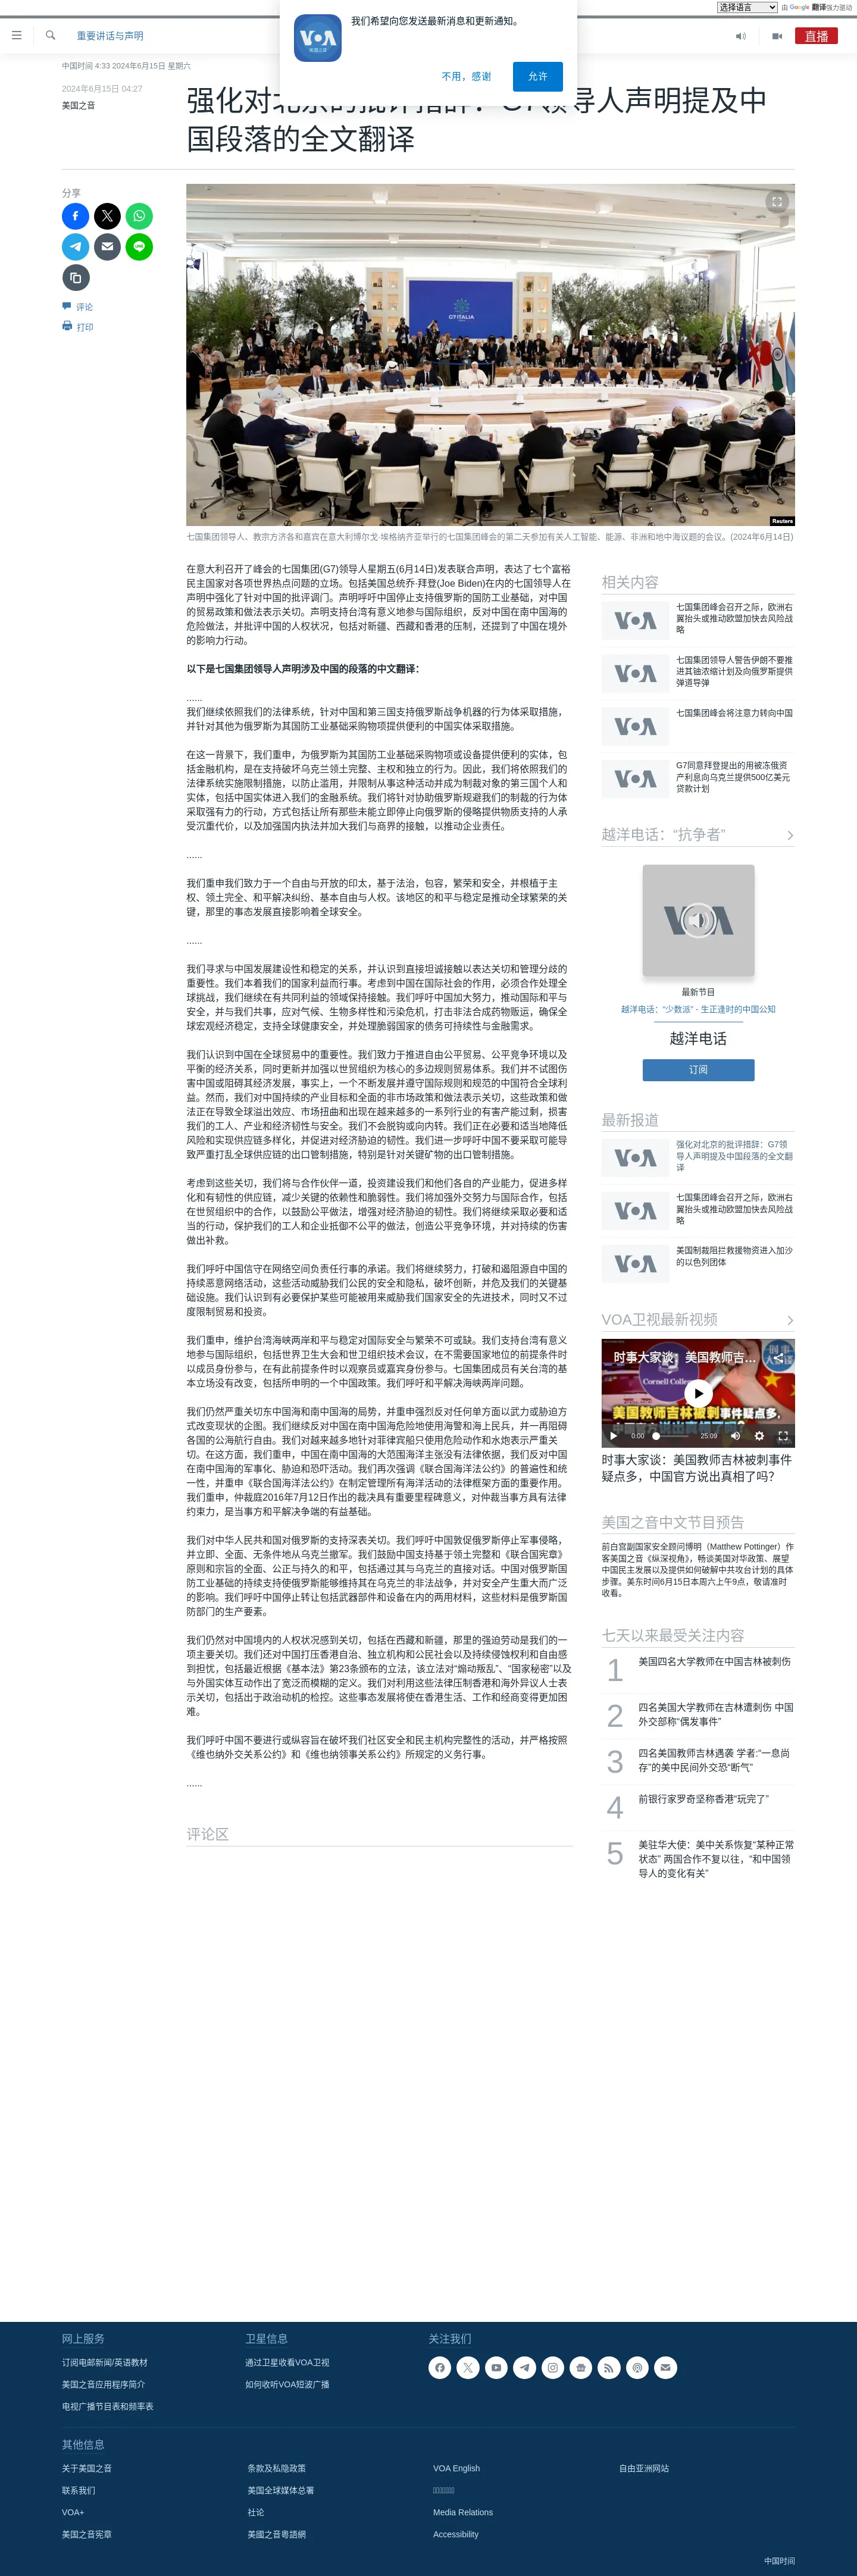 选择语言 由 Google 翻译强力驱动
我们希望向您发送最新消息和更新通知。
不用，感谢
允许
重要讲话与声明
直播
中国时间 4:33 2024年6月15日 星期六
2024年6月15日 04:27
美国之音
强化对北京的批评措辞：G7领导人声明提及中
国段落的全文翻译
分享
评论
打印
G7 ITALIA
Reuters
七国集团领导人、教宗方济各和嘉宾在意大利博尔戈·埃格纳齐亚举行的七国集团峰会的第二天参加有关人工智能、能源、非洲和地中海议题的会议。(2024年6月14日)
在意大利召开了峰会的七国集团(G7)领导人星期五(6月14日)发表联合声明，表达了七个富裕
民主国家对各项世界热点问题的立场。包括美国总统乔·拜登(Joe Biden)在内的七国领导人在
声明中强化了针对中国的批评调门。声明呼吁中国停止支持俄罗斯的国防工业基础，对中国
的贸易政策和做法表示关切。声明支持台湾有意义地参与国际组织，反对中国在南中国海的
危险做法，并批评中国的人权状况，包括对新疆、西藏和香港的压制，还提到了中国在境外
的影响力行动。
以下是七国集团领导人声明涉及中国的段落的中文翻译：
......
我们继续依照我们的法律系统，针对中国和第三国支持俄罗斯战争机器的行为体采取措施，
并针对其他为俄罗斯为其国防工业基础采购物项提供便利的中国实体采取措施。
在这一背景下，我们重申，为俄罗斯为其国防工业基础采购物项或设备提供便利的实体，包
括金融机构，是在支持破坏乌克兰领土完整、主权和独立的行为。因此，我们将依照我们的
法律系统实施限制措施，以防止滥用，并限制从事这种活动并成为制裁对象的第三国个人和
实体，包括中国实体进入我们的金融系统。我们将针对协助俄罗斯规避我们的制裁的行为体
采取强有力的行动，方式包括让所有那些未能立即停止向俄罗斯的侵略提供物质支持的人承
受沉重代价，以及加强国内执法并加大我们与商界的接触，以推动企业责任。
......
我们重申我们致力于一个自由与开放的印太，基于法治，包容，繁荣和安全，并根植于主
权、领土完全、和平解决纠纷、基本自由与人权。该地区的和平与稳定是推动全球繁荣的关
键，那里的事态发展直接影响着全球安全。
......
我们寻求与中国发展建设性和稳定的关系，并认识到直接坦诚接触以表达关切和管理分歧的
重要性。我们本着我们的国家利益而行事。考虑到中国在国际社会的作用，必须合作处理全
球挑战，我们继续在有共同利益的领域保持接触。我们呼吁中国加大努力，推动国际和平与
安全，并与我们共事，应对气候、生物多样性和污染危机，打击非法合成药物贩运，确保全
球宏观经济稳定，支持全球健康安全，并处理脆弱国家的债务可持续性与金融需求。
我们认识到中国在全球贸易中的重要性。我们致力于推进自由公平贸易、公平竞争环境以及
平衡的经济关系，同时更新并加强以世贸组织为核心的多边规则贸易体系。我们并不试图伤
害中国或阻碍其经济发展，事实上，一个不断发展并遵守国际规则和规范的中国符合全球利
益。然而，我们对中国持续的产业目标和全面的非市场政策和做法表示关切，这些政策和做
法正在导致全球溢出效应、市场扭曲和出现在越来越多的一系列行业的有害产能过剩，损害
我们的工人、产业和经济韧性与安全。我们不会脱钩或向内转。我们正在必要和适当地降低
风险和实现供应链多样化，并促进对经济胁迫的韧性。我们进一步呼吁中国不要采取可能导
致严重打乱全球供应链的出口管制措施，特别是针对关键矿物的出口管制措施。
考虑到这些关切，我们将与合作伙伴一道，投资建设我们和他们各自的产业能力，促进多样
化和有韧性的供应链，减少关键的依赖性和脆弱性。我们将加强外交努力与国际合作，包括
在世贸组织中的合作，以鼓励公平做法，增强对经济胁迫的韧性。我们将继续采取必要和适
当的行动，保护我们的工人和企业抵御不公平的做法，创造公平竞争环境，并对持续的伤害
做出补救。
我们呼吁中国信守在网络空间负责任行事的承诺。我们将继续努力，打破和遏阻源自中国的
持续恶意网络活动，这些活动威胁我们公民的安全和隐私，破坏创新，并危及我们的关键基
础设施。我们认识到有必要保护某些可能被用来威胁我们国家安全的先进技术，同时又不过
度限制贸易和投资。
我们重申，维护台湾海峡两岸和平与稳定对国际安全与繁荣不可或缺。我们支持台湾有意义
地参与国际组织，包括世界卫生大会和世卫组织技术会议，在不需要国家地位的前提条件时
以成员身份参与，在有此前提条件时以观察员或嘉宾身份参与。七国集团成员有关台湾的基
本立场没有改变，包括所申明的一个中国政策。我们呼吁和平解决海峡两岸问题。
我们仍然严重关切东中国海和南中国海的局势，并重申强烈反对任何单方面以武力或胁迫方
式改变现状的企图。我们继续反对中国在南中国海危险地使用海警和海上民兵，并一再阻碍
各国的公海航行自由。我们对越来越多地针对菲律宾船只使用危险动作和水炮表示严重关
切。在这方面，我们重申，中国在南中国海的大范围海洋主张没有法律依据，我们反对中国
在南中国海的军事化、胁迫和恐吓活动。我们再次强调《联合国海洋法公约》的普遍性和统
一性，并重申《联合国海洋法公约》在制定管理所有海洋活动的法律框架方面的重要作用。
我们重申，仲裁庭2016年7月12日作出的裁决具有重要里程碑意义，对仲裁当事方具有法律
约束力，是当事方和平解决争端的有益基础。
我们对中华人民共和国对俄罗斯的支持深表关切。我们呼吁中国敦促俄罗斯停止军事侵略，
并立即、全面、无条件地从乌克兰撤军。我们鼓励中国支持基于领土完整和《联合国宪章》
原则和宗旨的全面、公正与持久的和平，包括通过其与乌克兰的直接对话。中国对俄罗斯国
防工业基础的持续支持使俄罗斯能够维持其在乌克兰的非法战争，并对安全产生重大而广泛
的影响。我们呼吁中国停止转让包括武器部件和设备在内的两用材料，这些材料是俄罗斯国
防部门的生产要素。
我们仍然对中国境内的人权状况感到关切，包括在西藏和新疆，那里的强迫劳动是我们的一
项主要关切。我们还对中国打压香港自治、独立机构和公民社会以及持续侵蚀权利和自由感
到担忧，包括最近根据《基本法》第23条颁布的立法，该立法对“煽动叛乱”、“国家秘密”以及
与外国实体互动作出了宽泛而模糊的定义。我们对利用这些法律压制香港和海外异议人士表
示关切，包括出于政治动机的检控。这些事态发展将使在香港生活、工作和经商变得更加困
难。
我们呼吁中国不要进行或纵容旨在破坏我们社区安全和民主机构完整性的活动，并严格按照
《维也纳外交关系公约》和《维也纳领事关系公约》所规定的义务行事。
......
评论区
相关内容
七国集团峰会召开之际，欧洲右
翼抬头或推动欧盟加快去风险战
略
七国集团领导人警告伊朗不要推
进其铀浓缩计划及向俄罗斯提供
弹道导弹
七国集团峰会将注意力转向中国
G7同意拜登提出的用被冻俄资
产利息向乌克兰提供500亿美元
贷款计划
越洋电话：“抗争者”
最新节目
越洋电话：“少数派” - 生正逢时的中国公知
越洋电话
订阅
最新报道
强化对北京的批评措辞：G7领
导人声明提及中国段落的全文翻
译
七国集团峰会召开之际，欧洲右
翼抬头或推动欧盟加快去风险战
略
美国制裁阻拦救援物资进入加沙
的以色列团体
VOA卫视最新视频
时事大家谈：美国教师吉…
Cornell College
美国教师吉林被刺事件疑点多，
0:00 25:09
时事大家谈：美国教师吉林被刺事件
疑点多，中国官方说出真相了吗？
美国之音中文节目预告
前白宫副国家安全顾问博明（Matthew Pottinger）作
客美国之音《纵深视角》，畅谈美国对华政策、展望
中国民主发展以及提供如何破解中共攻台计划的具体
步骤。美东时间6月15日本周六上午9点，敬请准时
收看。
七天以来最受关注内容
1 美国四名大学教师在中国吉林被刺伤
2 四名美国大学教师在吉林遭刺伤 中国
外交部称“偶发事件”
3 四名美国教师吉林遇袭 学者:“一息尚
存”的美中民间外交恐“断气”
4 前银行家罗奇坚称香港“玩完了”
5 美驻华大使：美中关系恢复“某种正常
状态” 两国合作不复以往，“和中国领
导人的变化有关”
网上服务
订阅电邮新闻/英语教材
美国之音应用程序简介
电视广播节目表和频率表
卫星信息
通过卫星收看VOA卫视
如何收听VOA短波广播
关注我们
其他信息
关于美国之音
联系我们
VOA+
美国之音宪章
条款及私隐政策
美国全球媒体总署
社论
美國之音粵語網
VOA English
Media Relations
Accessibility
自由亚洲网站
中国时间